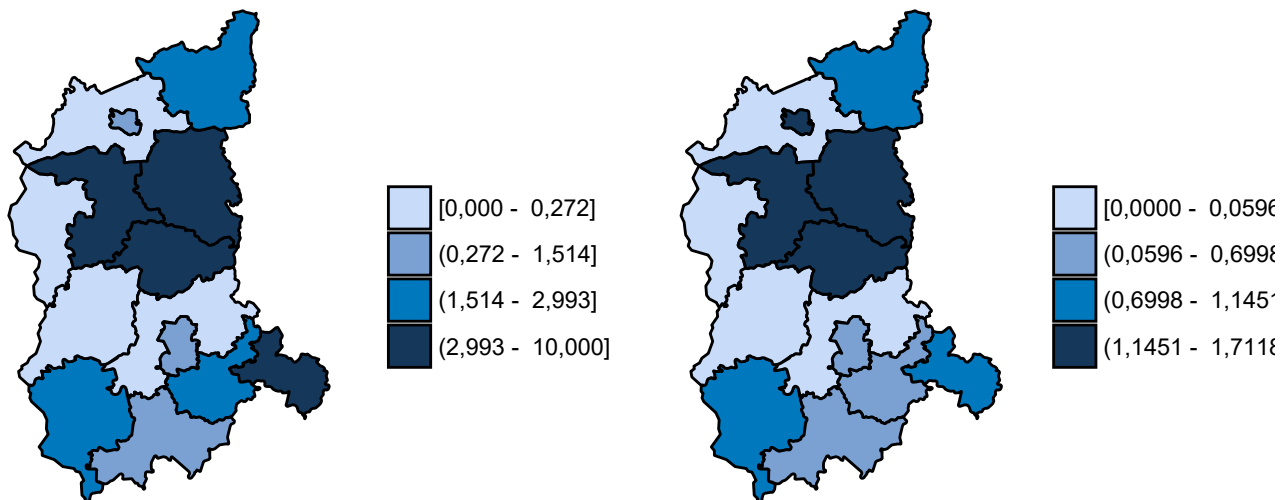 [0,000 - 0,272]
(0,272 - 1,514]
(1,514 - 2,993]
(2,993 - 10,000]
[0,0000 - 0,0596
(0,0596 - 0,6998
(0,6998 - 1,1451
(1,1451 - 1,7118